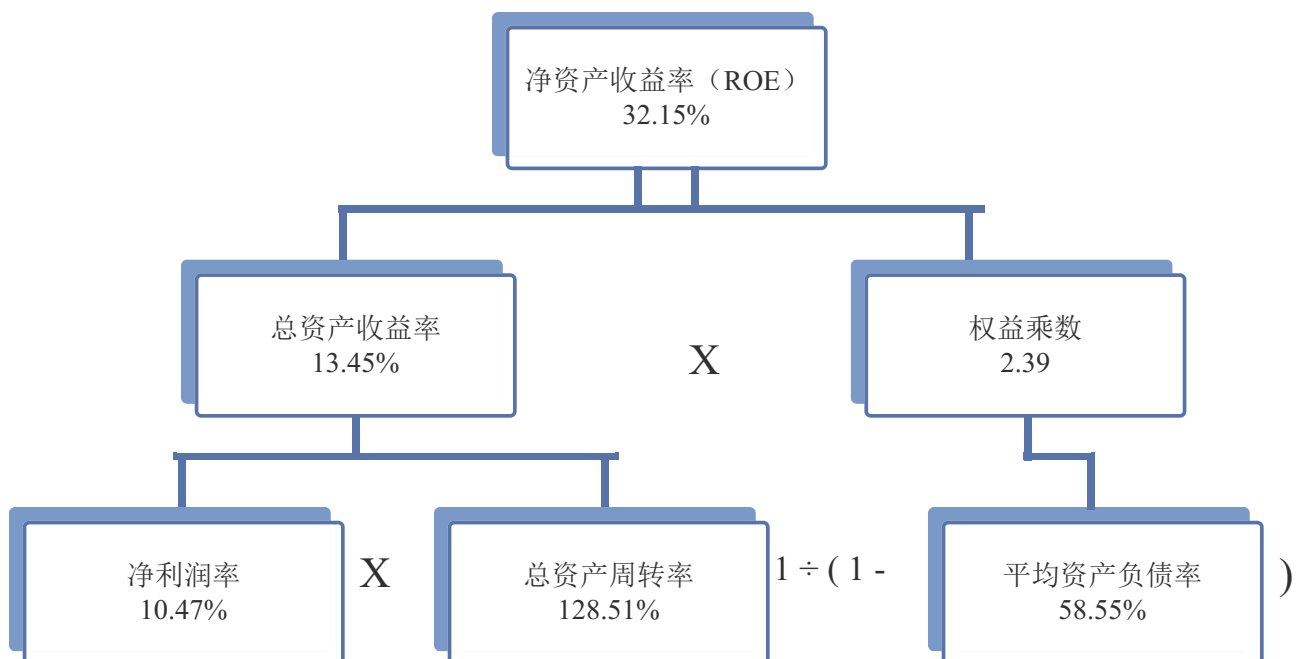 净资产收益率（ROE）
32.15%
总资产收益率
13.45%
X
权益乘数
2.39
净利润率
10.47%
X
总资产周转率
128.51%
1 ÷ ( 1 -
平均资产负债率
58.55%
)